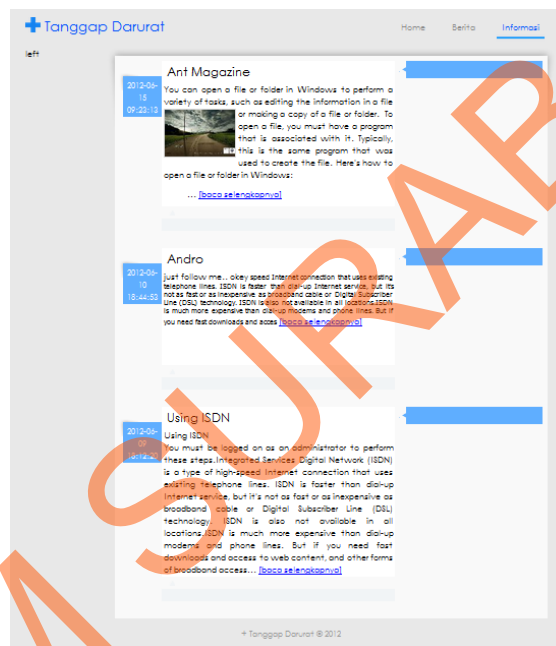 Tanggap Darurat
Home Berita Informasi
left
Ant Magazine
2012-06-
15
09:23:13
You can open a file or folder in Windows to perform a
variety of tasks, such as editing the information in a file
or making a copy of a file or folder. To
open a file, you must have a program
that is associated with it. Typically,
this is the same program that was
used to create the file. Here's how to
open a file or folder in Windows:
... [baca selengkapnya]
Andro
2012-06-
10
18:44:53
just follow me.. okey speed Internet connection that uses existing
telephone lines. ISDN is faster than dial-up Internet service, but its
not as fast or as inexpensive as broadband cable or Digital Subscriber
Line (DSL) technology. ISDN is also not available in all locations.ISDN
is much more expensive than dial-up modems and phone lines. But if
you need fast downloads and acces [baca selengkapnya]
Using ISDN
2012-06-
09
Using ISDN
You must be logged on as an administrator to perform
these steps.Integrated Services Digital Network (ISDN)
is a type of high-speed Internet connection that uses
existing telephone lines. ISDN is faster than dial-up
Internet service, but it's not as fast or as inexpensive as
broadband cable or Digital Subscriber Line (DSL)
technology. ISDN is also not available in all
locations.ISDN is much more expensive than dial-up
modems and phone lines. But if you need fast
downloads and access to web content, and other forms
of broadband access... [baca selengkapnya]
+ Tanggap Darurat © 2012
M SURAB